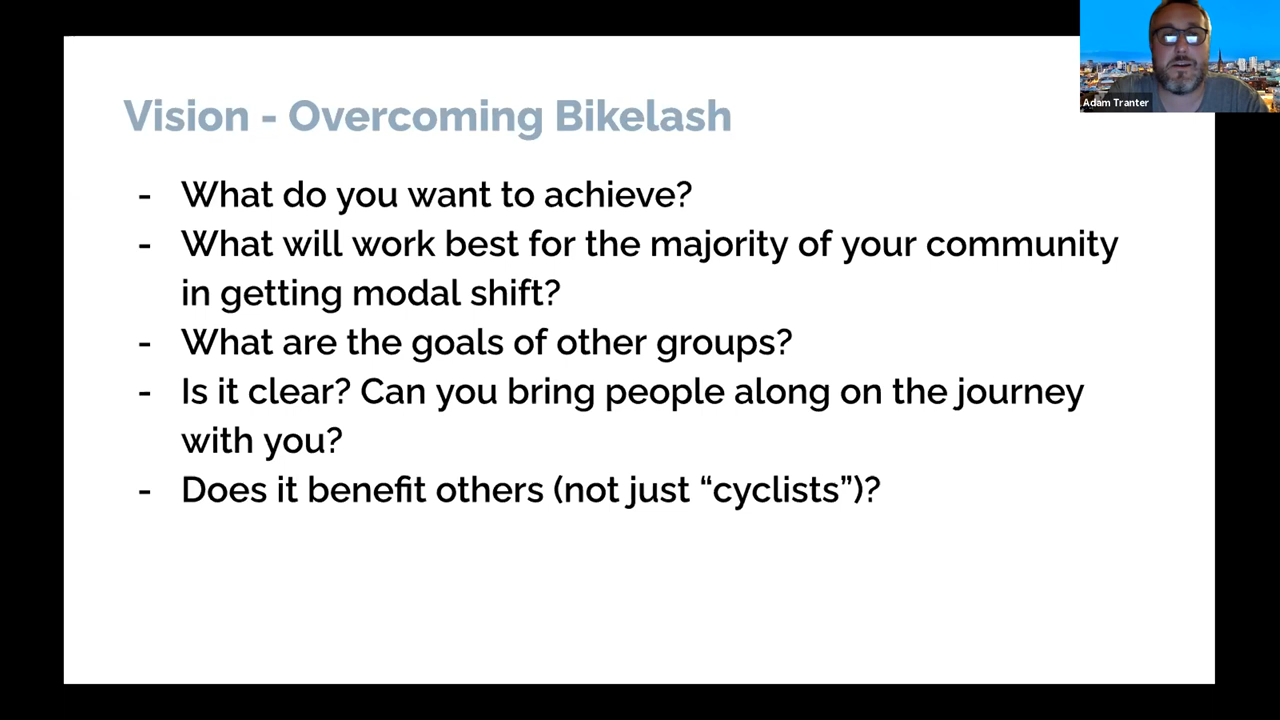 Adam Tranter
Vision - Overcoming Bikelash
- What do you want to achieve?
- What will work best for the majority of your community
in getting modal shift?
- What are the goals of other groups?
- Is it clear? Can you bring people along on the journey
with you?
- Does it benefit others (not just “cyclists”)?